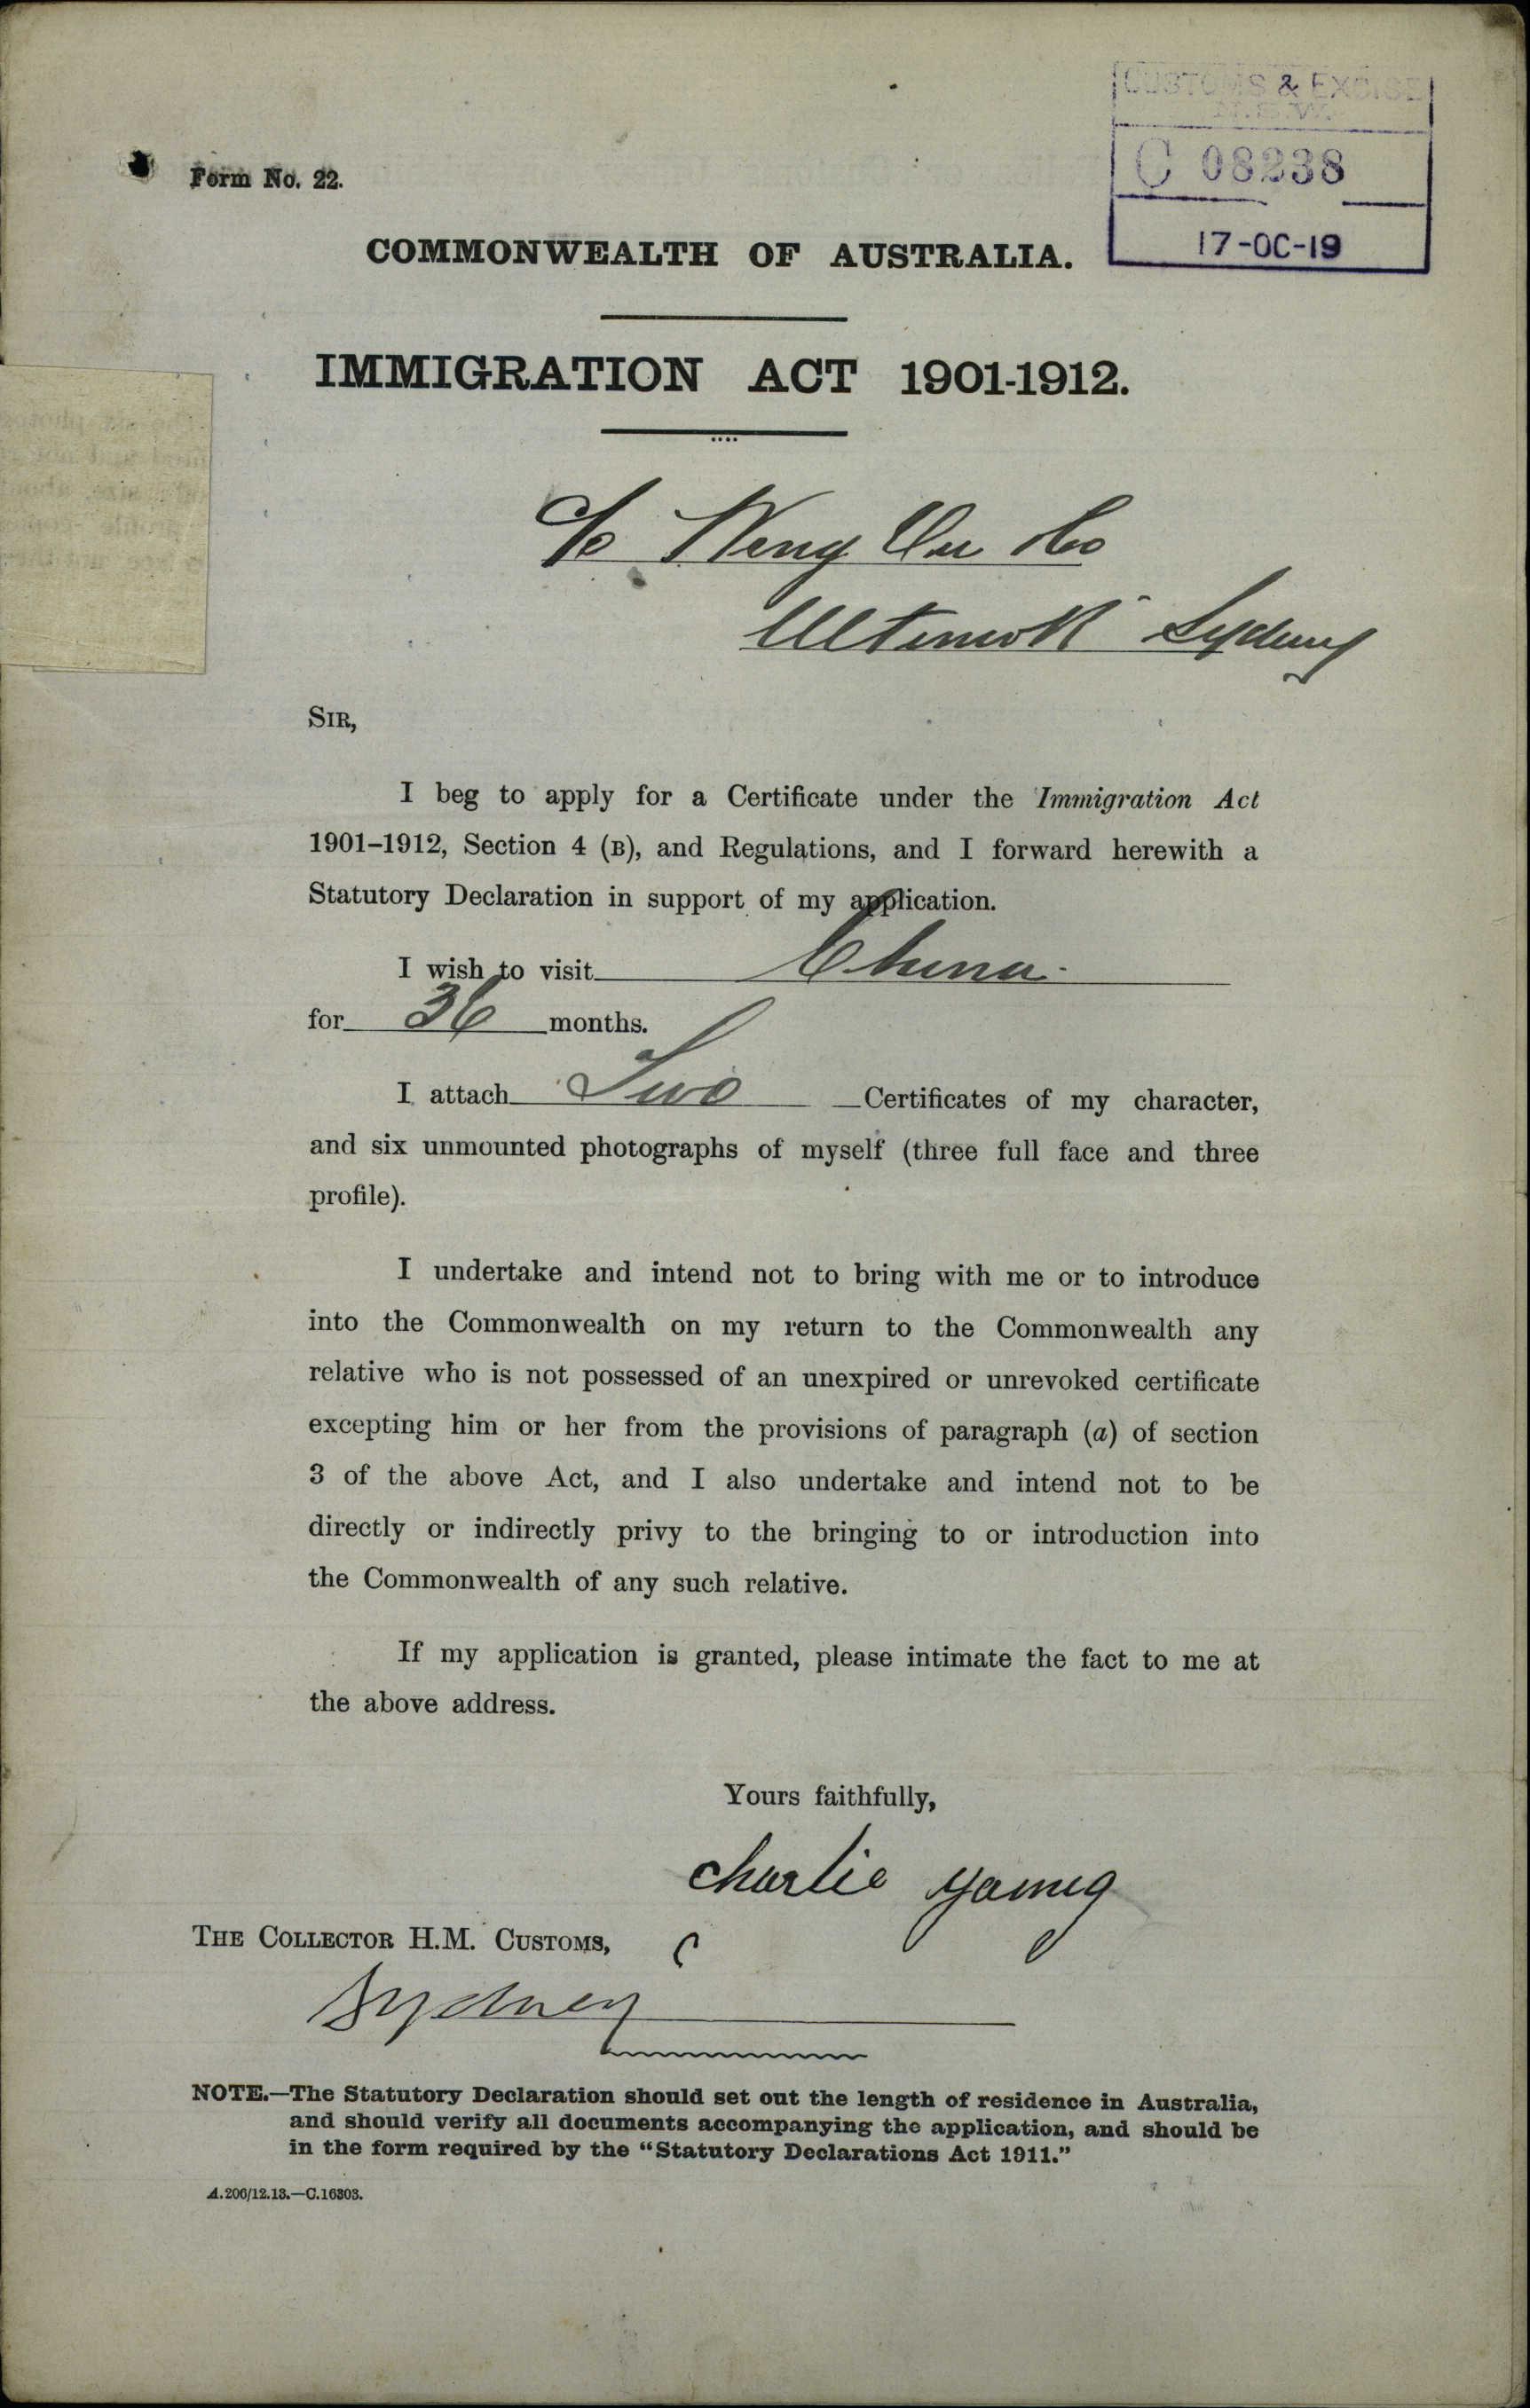 CUSTOMS & EXCISE
N.S.W.
C 08238
17-OC-19
Form No. 22.
COMMONWEALTH OF AUSTRALIA.
IMMIGRATION ACT 1901-1912.
c/o Co
Sydney
SIR,
I beg to apply for a Certificate under the Immigration Act
1901–1912, Section 4 (B), and Regulations, and I forward herewith a
Statutory Declaration in support of my application.
I wish to visit China
for 36 months.
I attach Two Certificates of my character,
and six unmounted photographs of myself (three full face and three
profile).
I undertake and intend not to bring with me or to introduce
into the Commonwealth on my return to the Commonwealth any
relative who is not possessed of an unexpired or unrevoked certificate
excepting him or her from the provisions of paragraph (a) of section
3 of the above Act, and I also undertake and intend not to be
directly or indirectly privy to the bringing to or introduction into
the Commonwealth of any such relative.
If my application is granted, please intimate the fact to me at
the above address.
Yours faithfully,
Charlie Young
THE COLLECTOR H.M. CUSTOMS,
Sydney
NOTE.—The Statutory Declaration should set out the length of residence in Australia,
and should verify all documents accompanying the application, and should be
in the form required by the "Statutory Declarations Act 1911."
A.206/12.13.—C.16303.